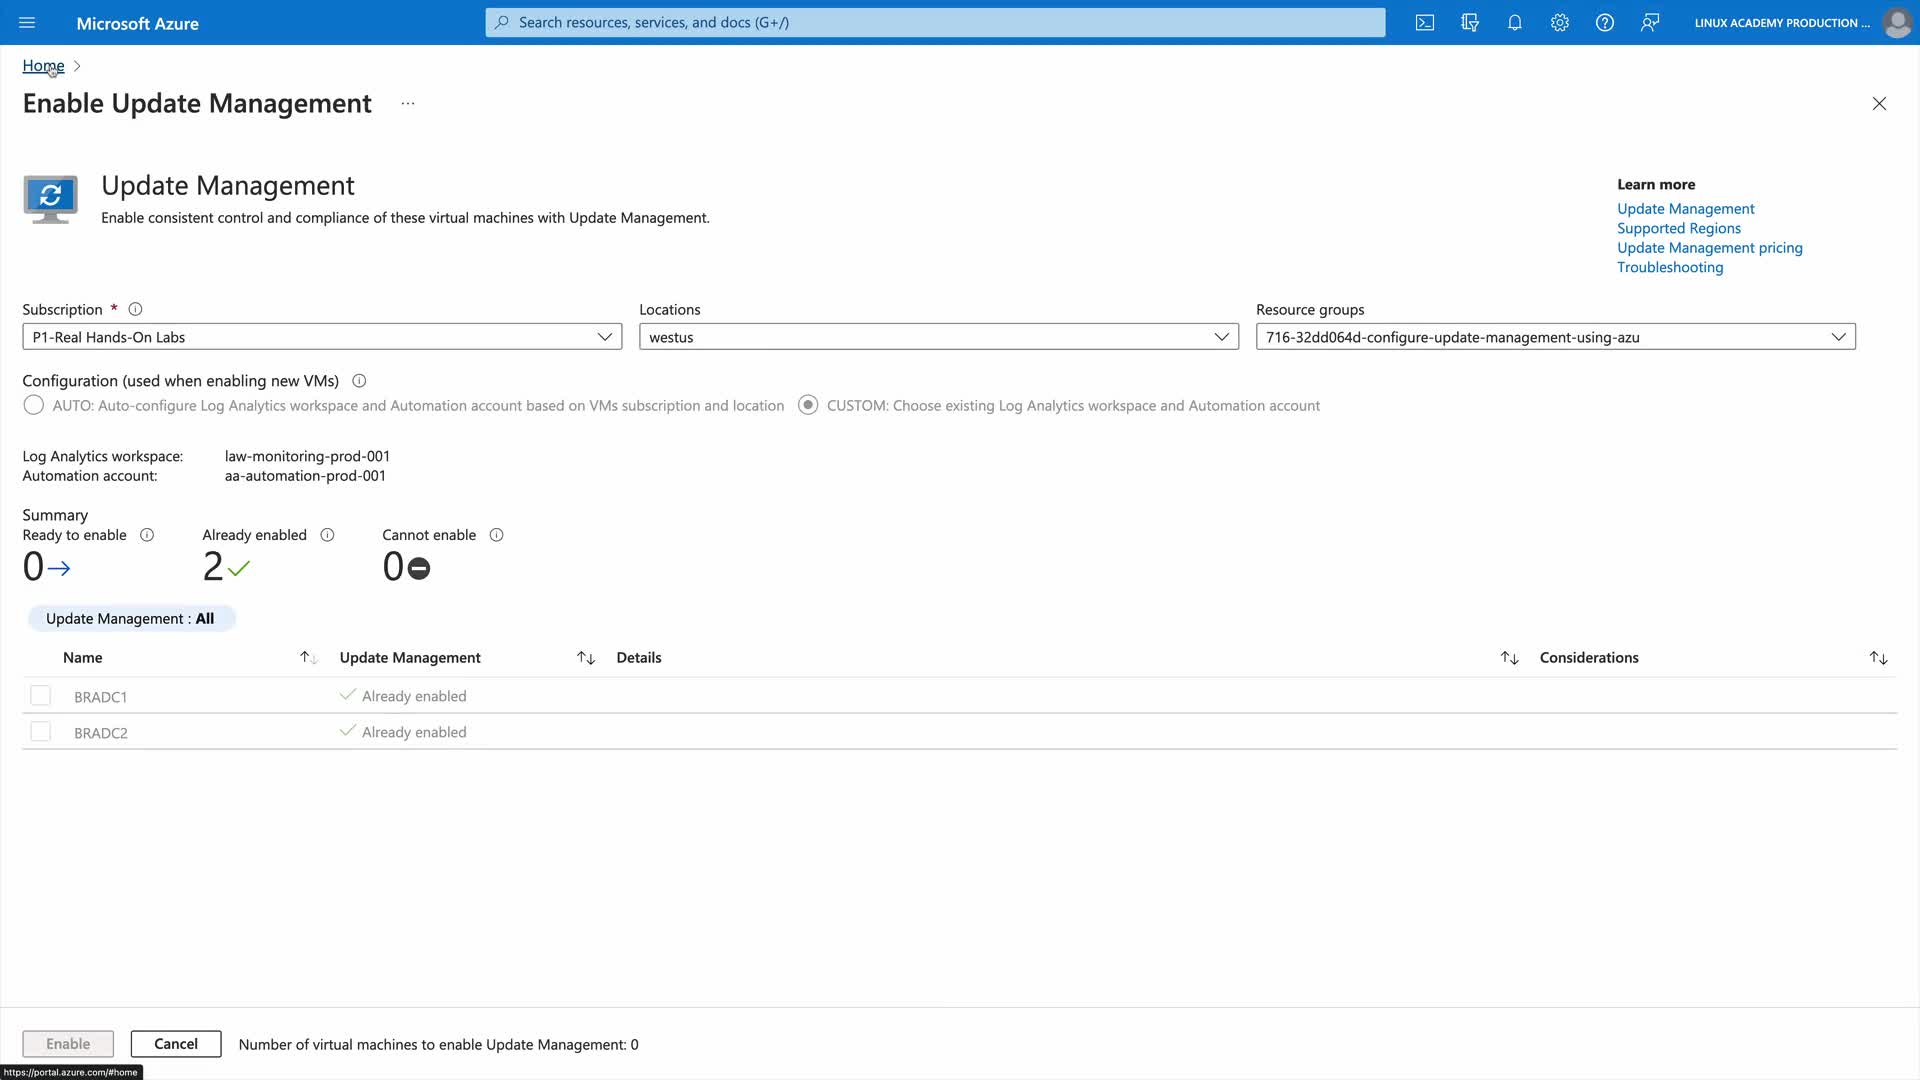 Microsoft Azure
Search resources, services, and docs (G+/)
LINUX ACADEMY PRODUCTION ...
Home
Enable Update Management ...
Update Management
Enable consistent control and compliance of these virtual machines with Update Management.
Learn more
Update Management
Supported Regions
Update Management pricing
Troubleshooting
Subscription *
P1-Real Hands-On Labs
Locations
westus
Resource groups
716-32dd064d-configure-update-management-using-azu
Configuration (used when enabling new VMs)
AUTO: Auto-configure Log Analytics workspace and Automation account based on VMs subscription and location
CUSTOM: Choose existing Log Analytics workspace and Automation account
Log Analytics workspace: law-monitoring-prod-001
Automation account: aa-automation-prod-001
Summary
Ready to enable
0
Already enabled
2
Cannot enable
0
Update Management : All
Name Update Management Details Considerations
BRADC1 Already enabled
BRADC2 Already enabled
Enable Cancel Number of virtual machines to enable Update Management: 0
https://portal.azure.com/#home